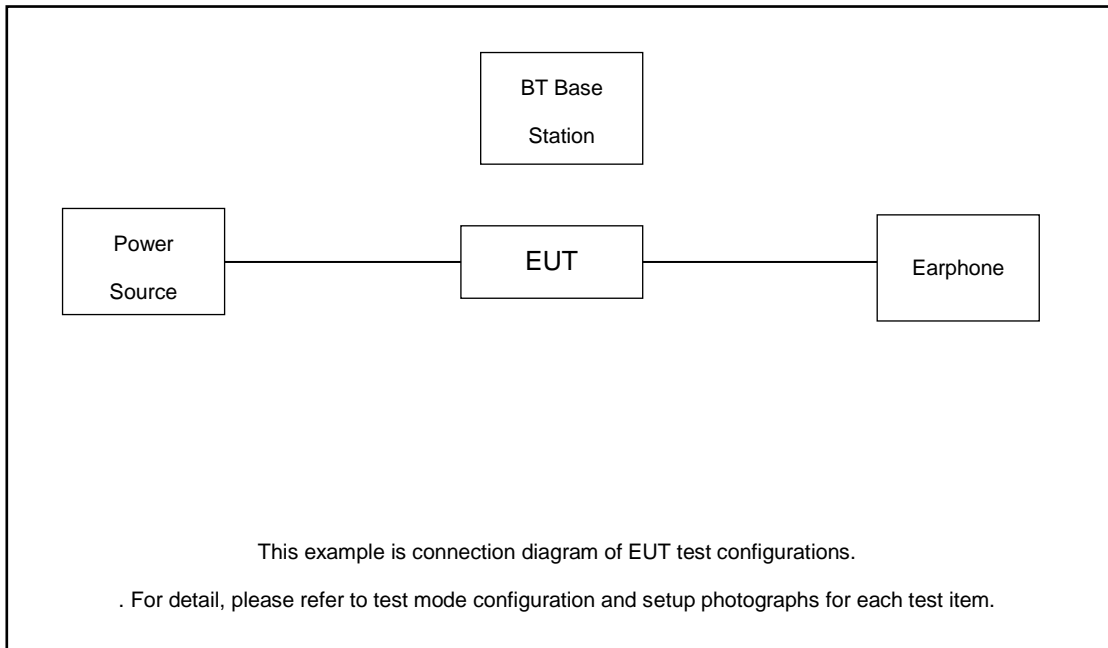 BT Base
Station
Power
Source
EUT
Earphone
This example is connection diagram of EUT test configurations.
. For detail, please refer to test mode configuration and setup photographs for each test item.